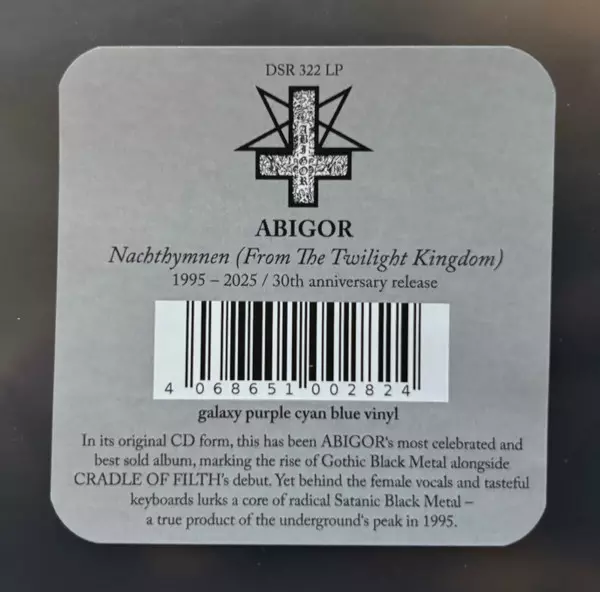 DSR 322 LP
ABIGOR
ABIGOR
Nachthymnen (From The Twilight Kingdom)
1995 – 2025 / 30th anniversary release
4 068651 002824
galaxy purple cyan blue vinyl
In its original CD form, this has been ABIGOR's most celebrated and
best sold album, marking the rise of Gothic Black Metal alongside
CRADLE OF FILTH's debut. Yet behind the female vocals and tasteful
keyboards lurks a core of radical Satanic Black Metal –
a true product of the underground's peak in 1995.